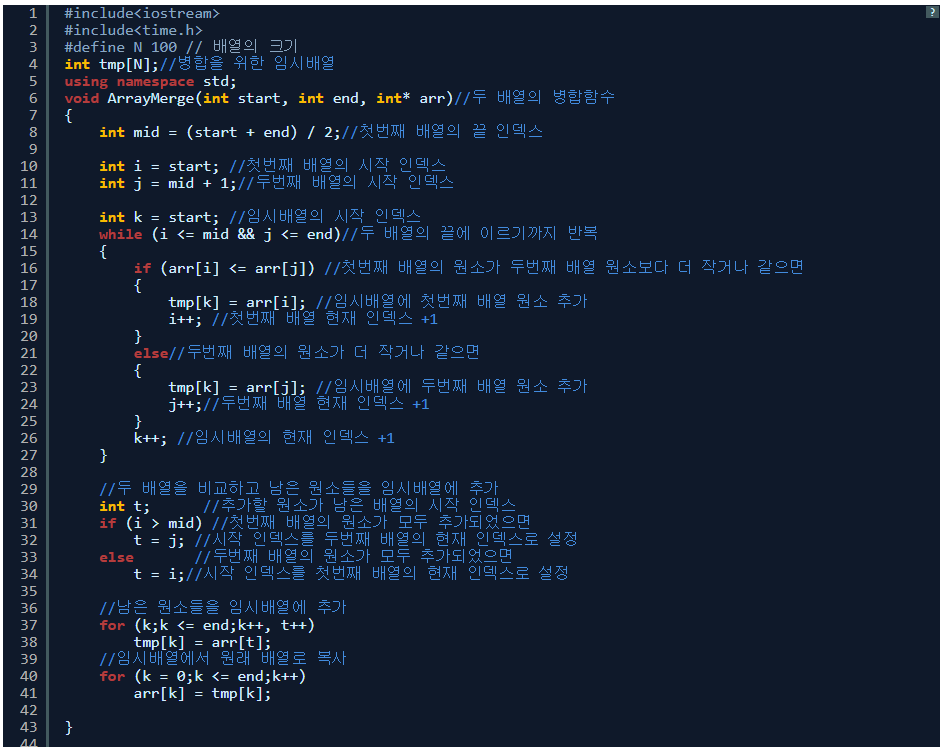 ?
1 #include<iostream>
2 #include<time.h>
3 #define N 100 // 배열의 크기
4 int tmp[N];//병합을 위한 임시배열
5 using namespace std;
6 void ArrayMerge(int start, int end, int* arr)//두 배열의 병합함수
7 {
8     int mid = (start + end) / 2;//첫번째 배열의 끝 인덱스
9
10     int i = start; //첫번째 배열의 시작 인덱스
11     int j = mid + 1;//두번째 배열의 시작 인덱스
12
13     int k = start; //임시배열의 시작 인덱스
14     while (i <= mid && j <= end)//두 배열의 끝에 이르기까지 반복
15     {
16         if (arr[i] <= arr[j]) //첫번째 배열의 원소가 두번째 배열 원소보다 더 작거나 같으면
17         {
18             tmp[k] = arr[i]; //임시배열에 첫번째 배열 원소 추가
19             i++; //첫번째 배열 현재 인덱스 +1
20         }
21         else//두번째 배열의 원소가 더 작거나 같으면
22         {
23             tmp[k] = arr[j]; //임시배열에 두번째 배열 원소 추가
24             j++;//두번째 배열 현재 인덱스 +1
25         }
26         k++; //임시배열의 현재 인덱스 +1
27     }
28
29     //두 배열을 비교하고 남은 원소들을 임시배열에 추가
30     int t;      //추가할 원소가 남은 배열의 시작 인덱스
31     if (i > mid) //첫번째 배열의 원소가 모두 추가되었으면
32         t = j; //시작 인덱스를 두번째 배열의 현재 인덱스로 설정
33     else       //두번째 배열의 원소가 모두 추가되었으면
34         t = i;//시작 인덱스를 첫번째 배열의 현재 인덱스로 설정
35
36     //남은 원소들을 임시배열에 추가
37     for (k;k <= end;k++, t++)
38         tmp[k] = arr[t];
39     //임시배열에서 원래 배열로 복사
40     for (k = 0;k <= end;k++)
41         arr[k] = tmp[k];
42
43 }
44